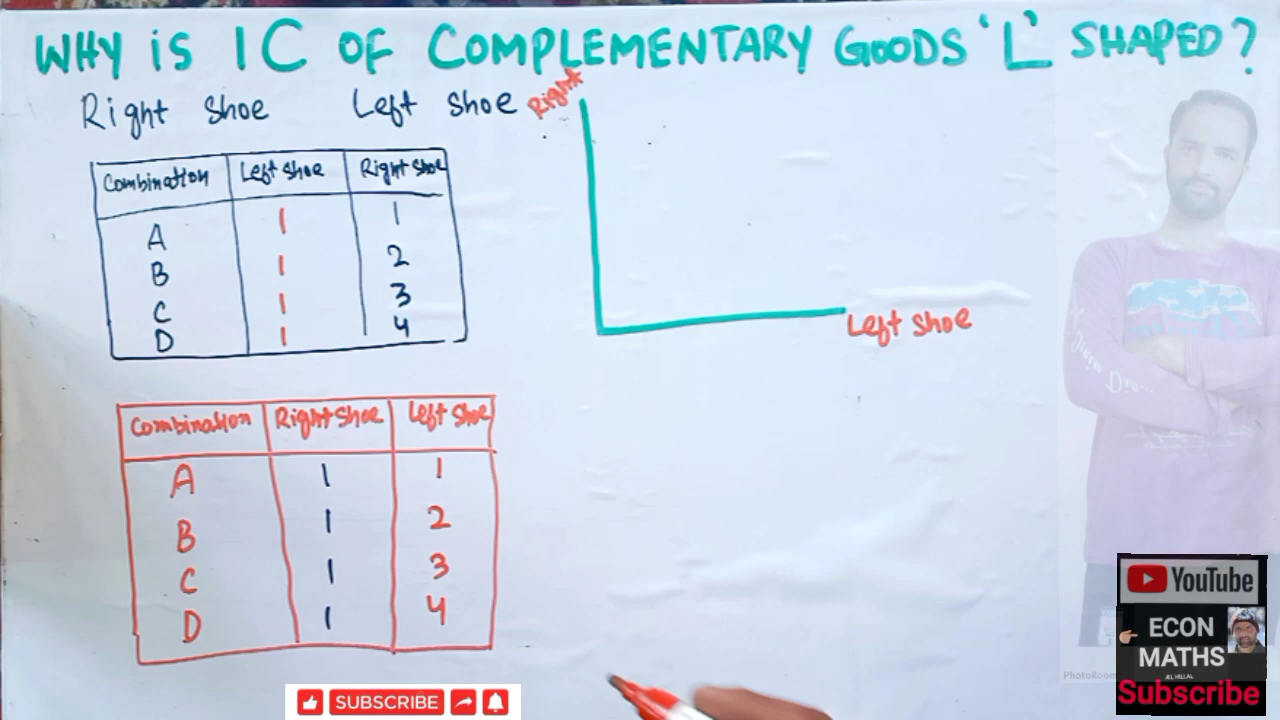 WHY iS IC OF COMPLEMENTARY GOODS 'L' SHAPED?
Right shoe Left shoe
Right
Combination Left shoe Right shoe
A 1 1
B 1 2
C 1 3
D 1 4
Left shoe
Combination Right shoe Left shoe
A 1 1
B 1 2
C 1 3
D 1 4
SUBSCRIBE
YouTube
ECON
MATHS
Subscribe
PhotoRoom